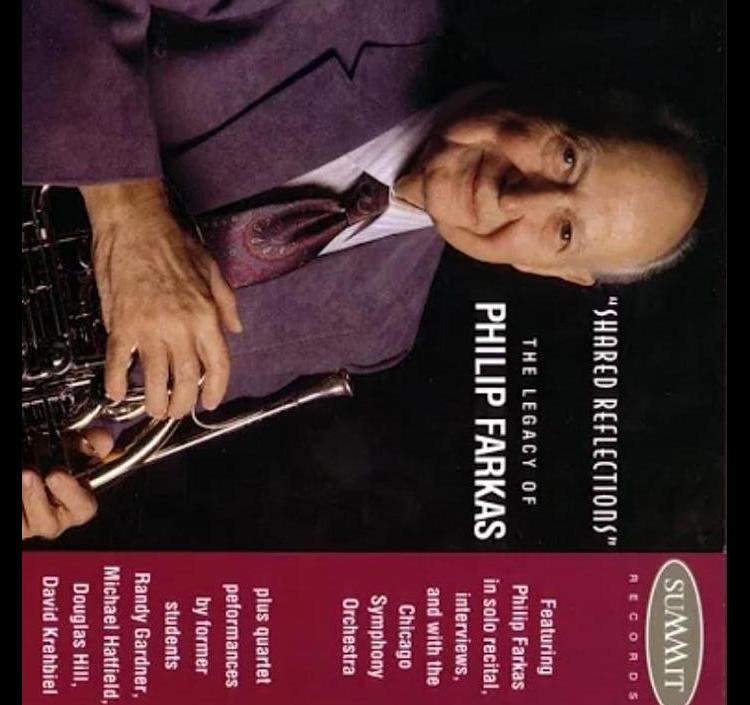 "SHARED REFLECTIONS"
THE LEGACY OF
PHILIP FARKAS
SUMMIT
RECORDS
Featuring
Philip Farkas
in solo recital,
interviews,
and with the
Chicago
Symphony
Orchestra
plus quartet
peformances
by former
students
Randy Gardner,
Michael Hatfield,
Douglas Hill,
David Krehbiel